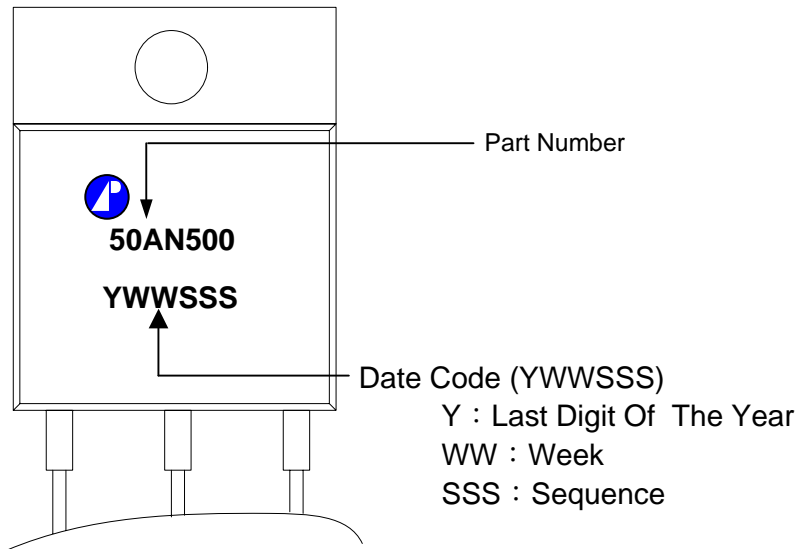 Part Number
50AN500
YWWSSS
Date Code (YWWSSS)
Y：Last Digit Of The Year
WW：Week
SSS：Sequence